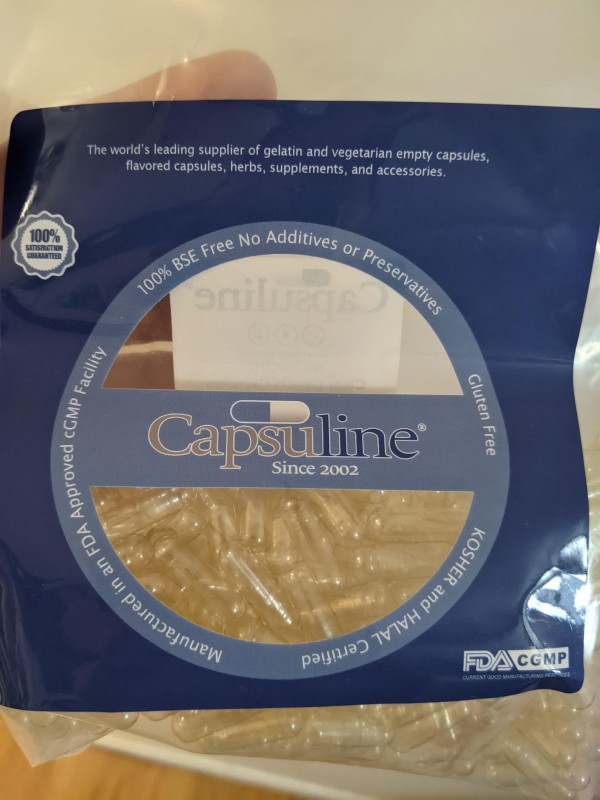 The world's leading supplier of gelatin and vegetarian empty capsules,
flavored capsules, herbs, supplements, and accessories.
100%
SATISFACTION
GUARANTEED
100% BSE Free No Additives or Preservatives
Gluten Free
KOSHER and HALAL Certified
Manufactured in an FDA Approved cGMP Facility
Capsuline
Capsuline®
Since 2002
FDA CGMP
CURRENT GOOD MANUFACTURING PRACTICES